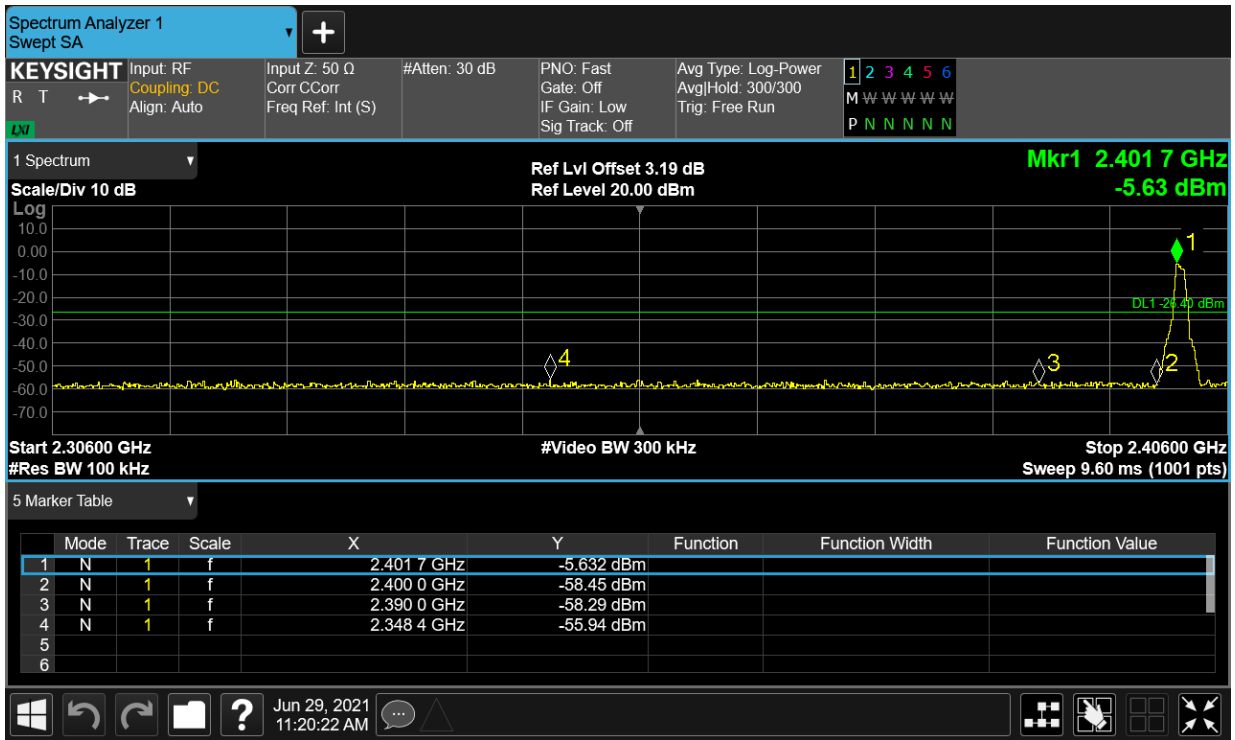 Spectrum Analyzer 1
Swept SA
KEYSIGHT
R T
LXI
Input: RF
Coupling: DC
Align: Auto
Input Z: 50 Ω
Corr CCorr
Freq Ref: Int (S)
#Atten: 30 dB
PNO: Fast
Gate: Off
IF Gain: Low
Sig Track: Off
Avg Type: Log-Power
Avg|Hold: 300/300
Trig: Free Run
1 2 3 4 5 6
M W W W W W
P N N N N N
1 Spectrum
Scale/Div 10 dB
Ref Lvl Offset 3.19 dB
Ref Level 20.00 dBm
Mkr1 2.401 7 GHz
-5.63 dBm
Log
10.0
0.00
-10.0
-20.0
-30.0
-40.0
-50.0
-60.0
-70.0
1
DL1 -26.40 dBm
4
3
2
Start 2.30600 GHz
#Video BW 300 kHz
Stop 2.40600 GHz
#Res BW 100 kHz
Sweep 9.60 ms (1001 pts)
5 Marker Table
Mode Trace Scale X Y Function Function Width Function Value
1 N 1 f 2.401 7 GHz -5.632 dBm
2 N 1 f 2.400 0 GHz -58.45 dBm
3 N 1 f 2.390 0 GHz -58.29 dBm
4 N 1 f 2.348 4 GHz -55.94 dBm
5
6
?
Jun 29, 2021
11:20:22 AM